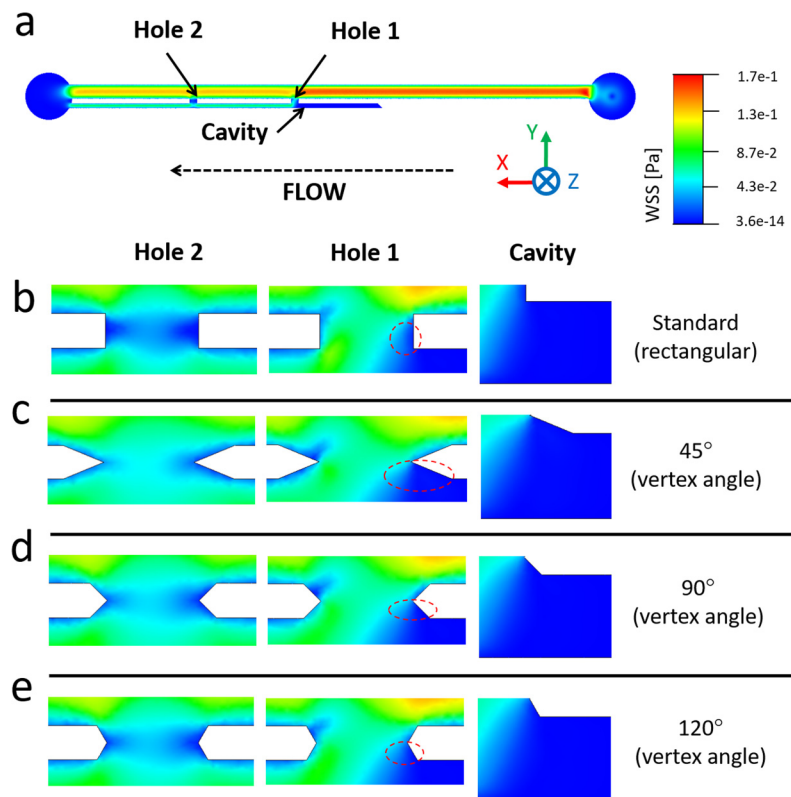 a
Hole 2
Hole 1
Cavity
FLOW
Y
X
Z
WSS [Pa]
1.7e-1
1.3e-1
8.7e-2
4.3e-2
3.6e-14
Hole 2
Hole 1
Cavity
b
Standard
(rectangular)
c
45°
(vertex angle)
d
90°
(vertex angle)
e
120°
(vertex angle)